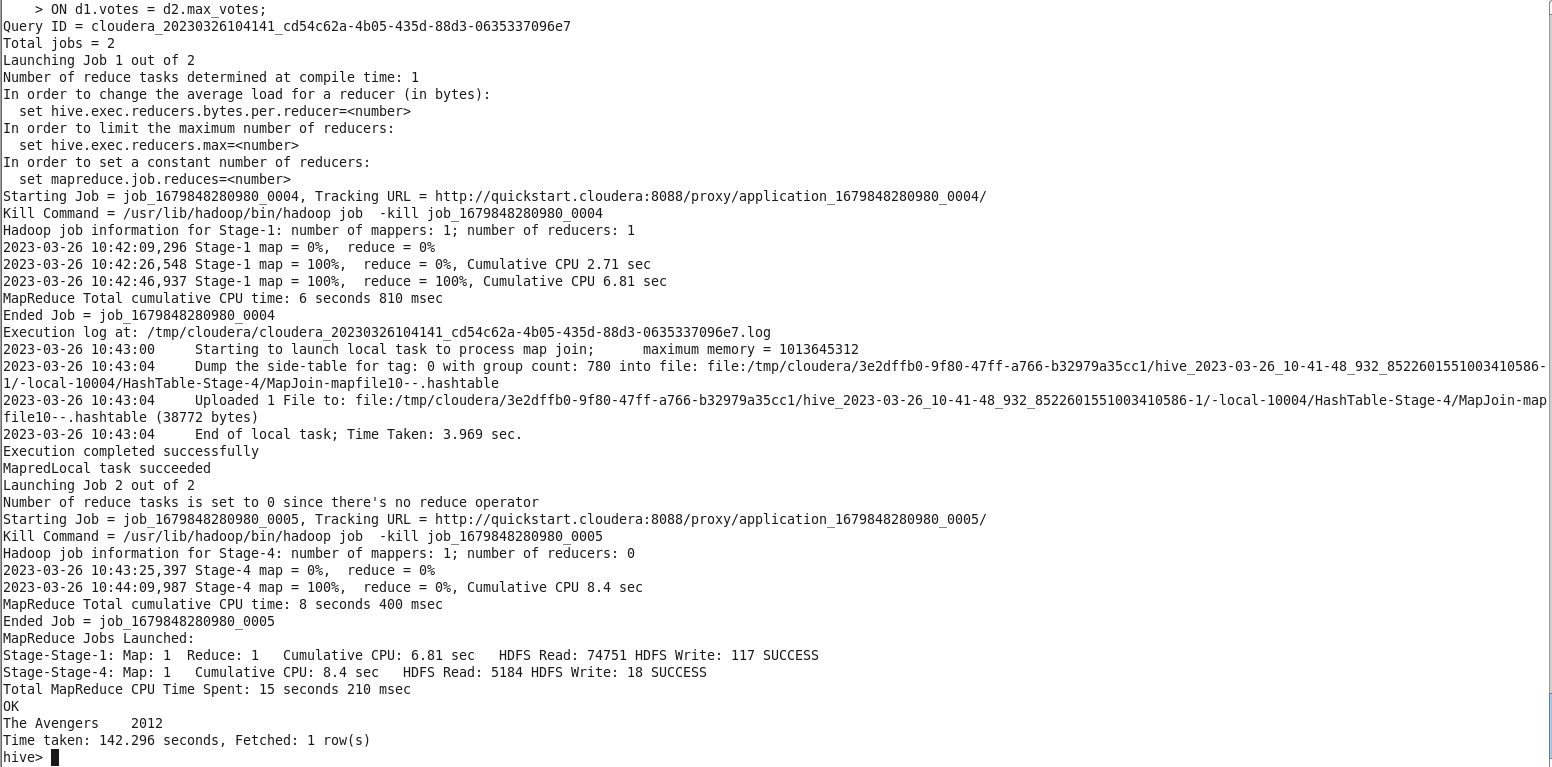 > ON d1.votes = d2.max_votes;
Query ID = cloudera_20230326104141_cd54c62a-4b05-435d-88d3-0635337096e7
Total jobs = 2
Launching Job 1 out of 2
Number of reduce tasks determined at compile time: 1
In order to change the average load for a reducer (in bytes):
  set hive.exec.reducers.bytes.per.reducer=<number>
In order to limit the maximum number of reducers:
  set hive.exec.reducers.max=<number>
In order to set a constant number of reducers:
  set mapreduce.job.reduces=<number>
Starting Job = job_1679848280980_0004, Tracking URL = http://quickstart.cloudera:8088/proxy/application_1679848280980_0004/
Kill Command = /usr/lib/hadoop/bin/hadoop job  -kill job_1679848280980_0004
Hadoop job information for Stage-1: number of mappers: 1; number of reducers: 1
2023-03-26 10:42:09,296 Stage-1 map = 0%,  reduce = 0%
2023-03-26 10:42:26,548 Stage-1 map = 100%,  reduce = 0%, Cumulative CPU 2.71 sec
2023-03-26 10:42:46,937 Stage-1 map = 100%,  reduce = 100%, Cumulative CPU 6.81 sec
MapReduce Total cumulative CPU time: 6 seconds 810 msec
Ended Job = job_1679848280980_0004
Execution log at: /tmp/cloudera/cloudera_20230326104141_cd54c62a-4b05-435d-88d3-0635337096e7.log
2023-03-26 10:43:00     Starting to launch local task to process map join;      maximum memory = 1013645312
2023-03-26 10:43:04     Dump the side-table for tag: 0 with group count: 780 into file: file:/tmp/cloudera/3e2dffb0-9f80-47ff-a766-b32979a35cc1/hive_2023-03-26_10-41-48_932_8522601551003410586-
1/-local-10004/HashTable-Stage-4/MapJoin-mapfile10--.hashtable
2023-03-26 10:43:04     Uploaded 1 File to: file:/tmp/cloudera/3e2dffb0-9f80-47ff-a766-b32979a35cc1/hive_2023-03-26_10-41-48_932_8522601551003410586-1/-local-10004/HashTable-Stage-4/MapJoin-map
file10--.hashtable (38772 bytes)
2023-03-26 10:43:04     End of local task; Time Taken: 3.969 sec.
Execution completed successfully
MapredLocal task succeeded
Launching Job 2 out of 2
Number of reduce tasks is set to 0 since there's no reduce operator
Starting Job = job_1679848280980_0005, Tracking URL = http://quickstart.cloudera:8088/proxy/application_1679848280980_0005/
Kill Command = /usr/lib/hadoop/bin/hadoop job  -kill job_1679848280980_0005
Hadoop job information for Stage-4: number of mappers: 1; number of reducers: 0
2023-03-26 10:43:25,397 Stage-4 map = 0%,  reduce = 0%
2023-03-26 10:44:09,987 Stage-4 map = 100%,  reduce = 0%, Cumulative CPU 8.4 sec
MapReduce Total cumulative CPU time: 8 seconds 400 msec
Ended Job = job_1679848280980_0005
MapReduce Jobs Launched:
Stage-Stage-1: Map: 1  Reduce: 1   Cumulative CPU: 6.81 sec   HDFS Read: 74751 HDFS Write: 117 SUCCESS
Stage-Stage-4: Map: 1   Cumulative CPU: 8.4 sec   HDFS Read: 5184 HDFS Write: 18 SUCCESS
Total MapReduce CPU Time Spent: 15 seconds 210 msec
OK
The Avengers    2012
Time taken: 142.296 seconds, Fetched: 1 row(s)
hive>